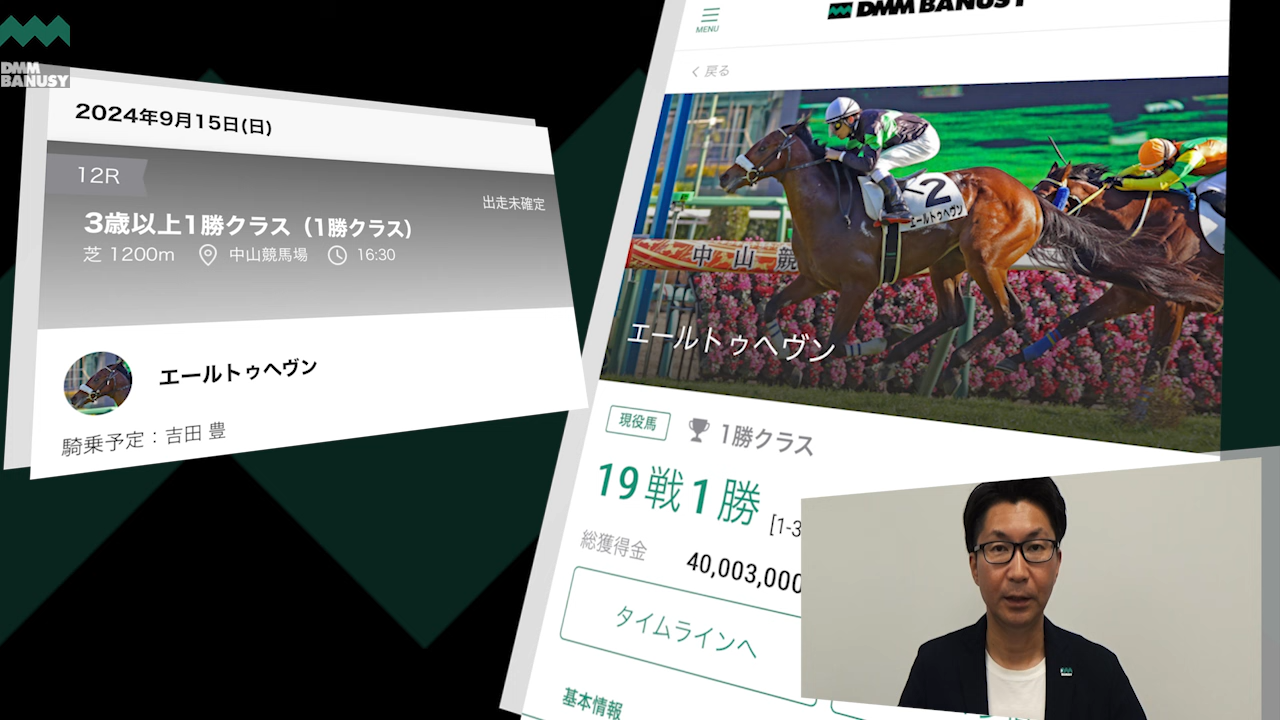 DMM
BANUSY
2024年9月15日(日)
12R
出走未確定
3歳以上1勝クラス（1勝クラス）
芝 1200m 中山競馬場 16:30
エールトゥヘヴン
騎乗予定：吉田 豊
MENU
DMM BANUSY
戻る
2
エールトゥヘヴン
中山競
エールトゥヘヴン
現役馬 1勝クラス
19戦1勝 [1-3
総獲得金 40,003,000
タイムラインへ
基本情報